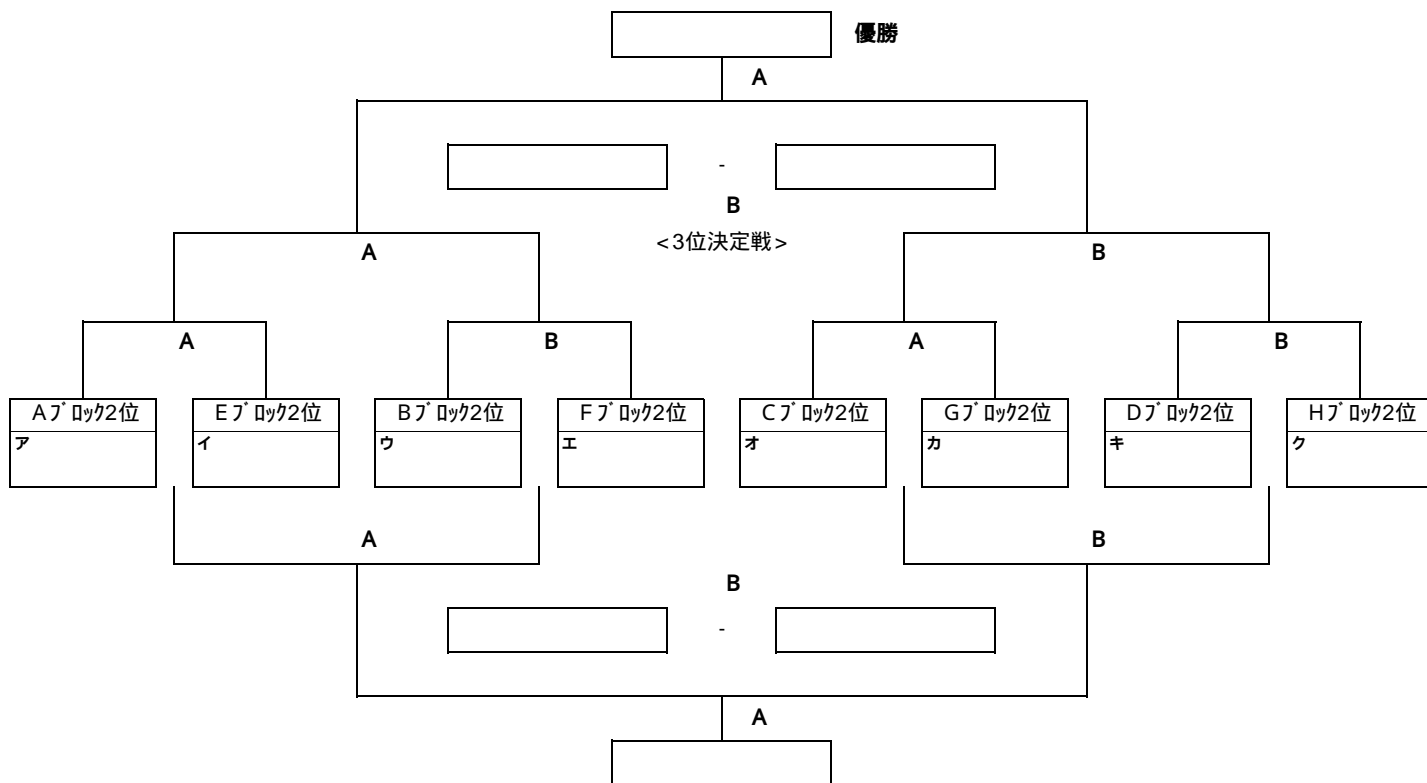 優勝
A
-
B
<3位決定戦>
A
B
A
B
A
B
Aﾌﾞﾛｯｸ2位
Eﾌﾞﾛｯｸ2位
Bﾌﾞﾛｯｸ2位
Fﾌﾞﾛｯｸ2位
Cﾌﾞﾛｯｸ2位
Gﾌﾞﾛｯｸ2位
Dﾌﾞﾛｯｸ2位
Hﾌﾞﾛｯｸ2位
ア
イ
ウ
エ
オ
カ
キ
ク
A
B
B
-
A